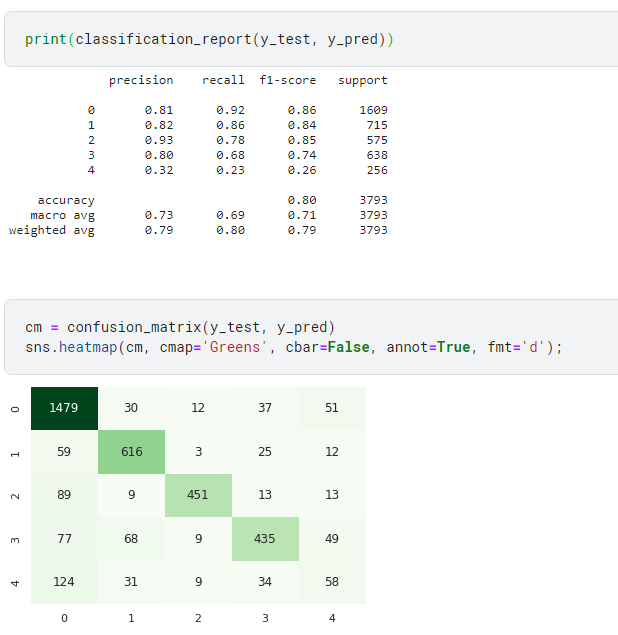 print(classification_report(y_test, y_pred))
precision recall f1-score support
0 0.81 0.92 0.86 1609
1 0.82 0.86 0.84 715
2 0.93 0.78 0.85 575
3 0.80 0.68 0.74 638
4 0.32 0.23 0.26 256
accuracy 0.80 3793
macro avg 0.73 0.69 0.71 3793
weighted avg 0.79 0.80 0.79 3793
cm = confusion_matrix(y_test, y_pred)
sns.heatmap(cm, cmap='Greens', cbar=False, annot=True, fmt='d');
0 1479 30 12 37 51
1 59 616 3 25 12
2 89 9 451 13 13
3 77 68 9 435 49
4 124 31 9 34 58
0 1 2 3 4